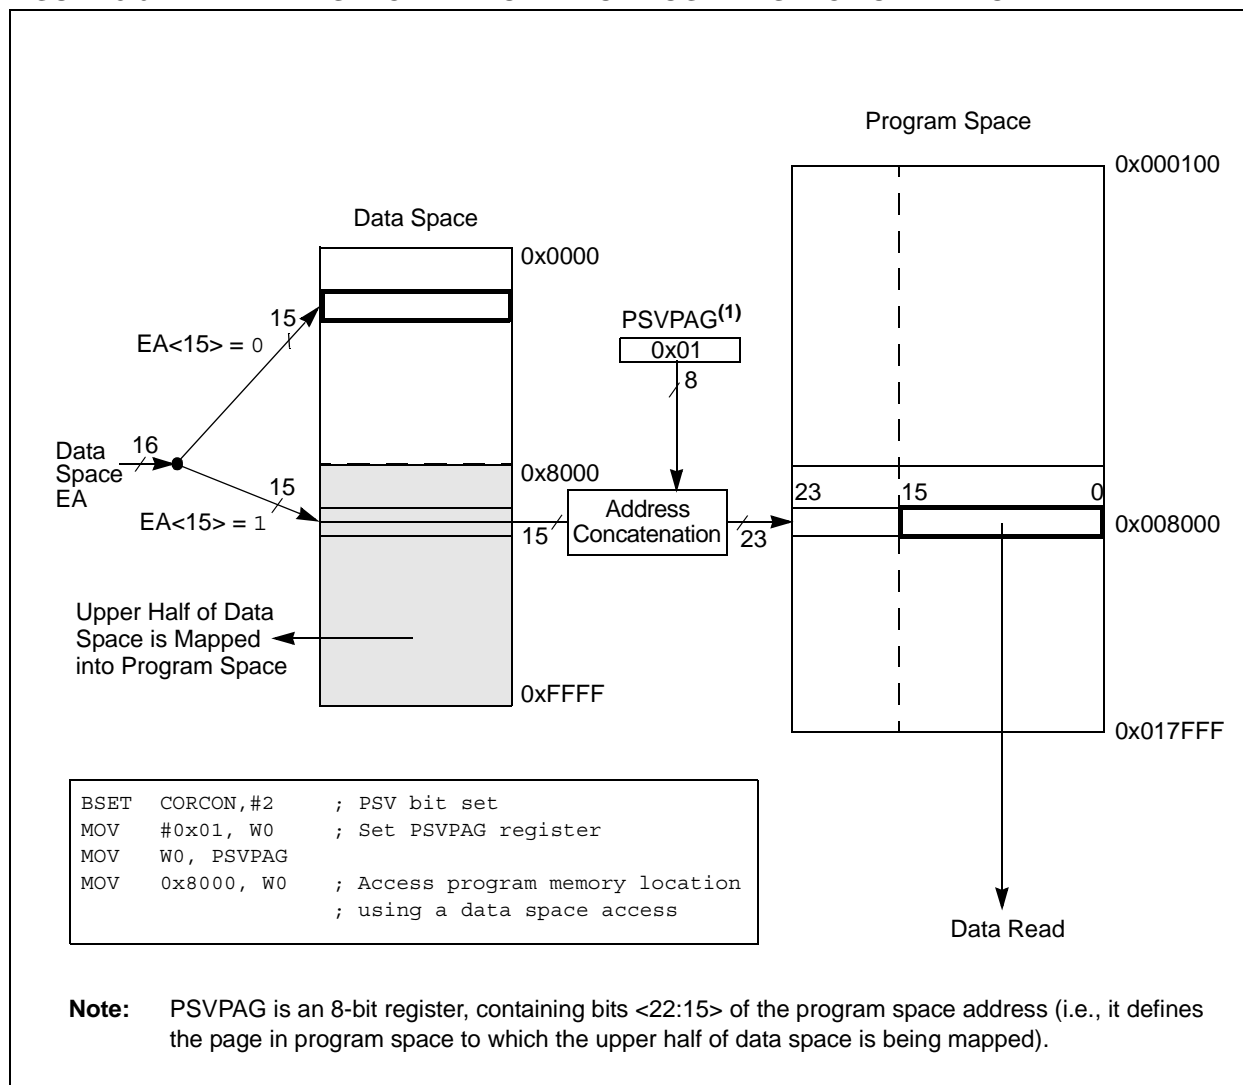 Program Space
0x000100
Data Space
0x0000
PSVPAG(1)
0x01
8
15
EA<15> = 0
16
Data
Space
EA
15
EA<15> = 1
0x8000
15
Address
Concatenation
23
23 15 0
0x008000
Upper Half of Data
Space is Mapped
into Program Space
0xFFFF
0x017FFF
BSET CORCON,#2 ; PSV bit set
MOV #0x01, W0 ; Set PSVPAG register
MOV W0, PSVPAG
MOV 0x8000, W0 ; Access program memory location
; using a data space access
Data Read
Note: PSVPAG is an 8-bit register, containing bits <22:15> of the program space address (i.e., it defines
the page in program space to which the upper half of data space is being mapped).